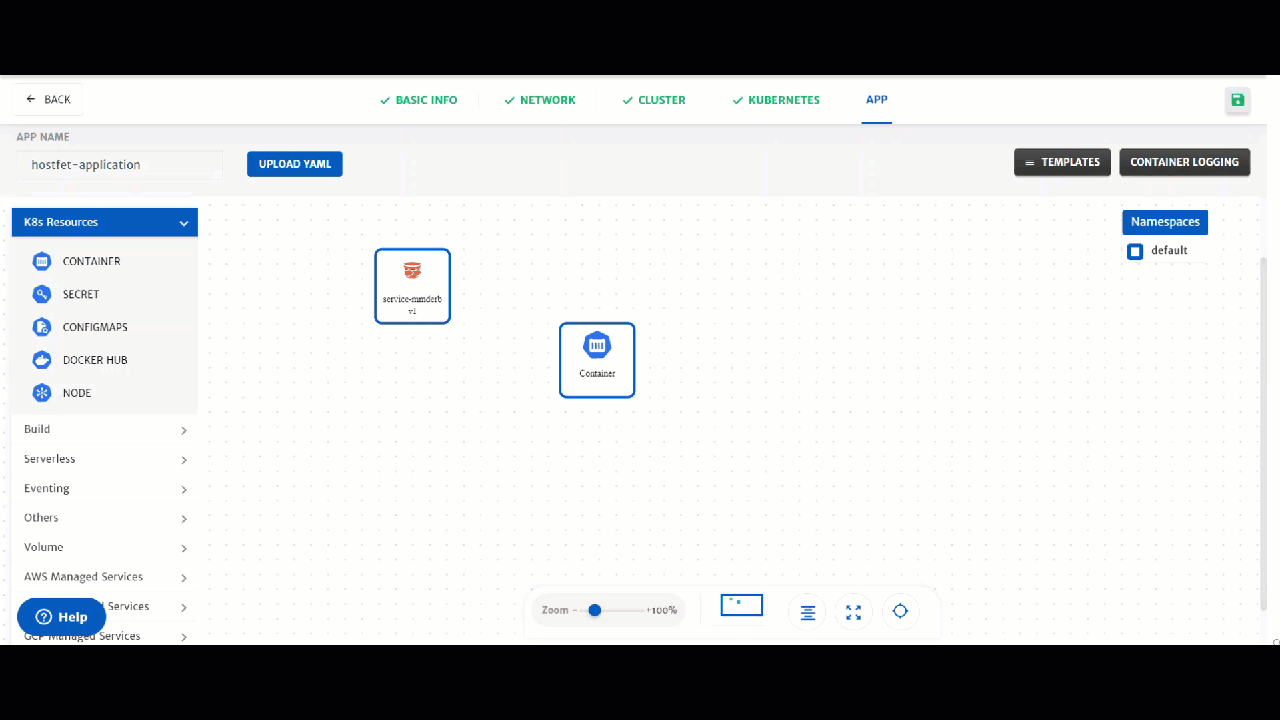 BACK
BASIC INFO
NETWORK
CLUSTER
KUBERNETES
APP
APP NAME
hostfet-application
UPLOAD YAML
TEMPLATES
CONTAINER LOGGING
K8s Resources
CONTAINER
SECRET
CONFIGMAPS
DOCKER HUB
NODE
Build
Serverless
Eventing
Others
Volume
AWS Managed Services
Services
GCP Managed Services
Help
service-mmderb
v1
Container
Namespaces
default
Zoom - +100%